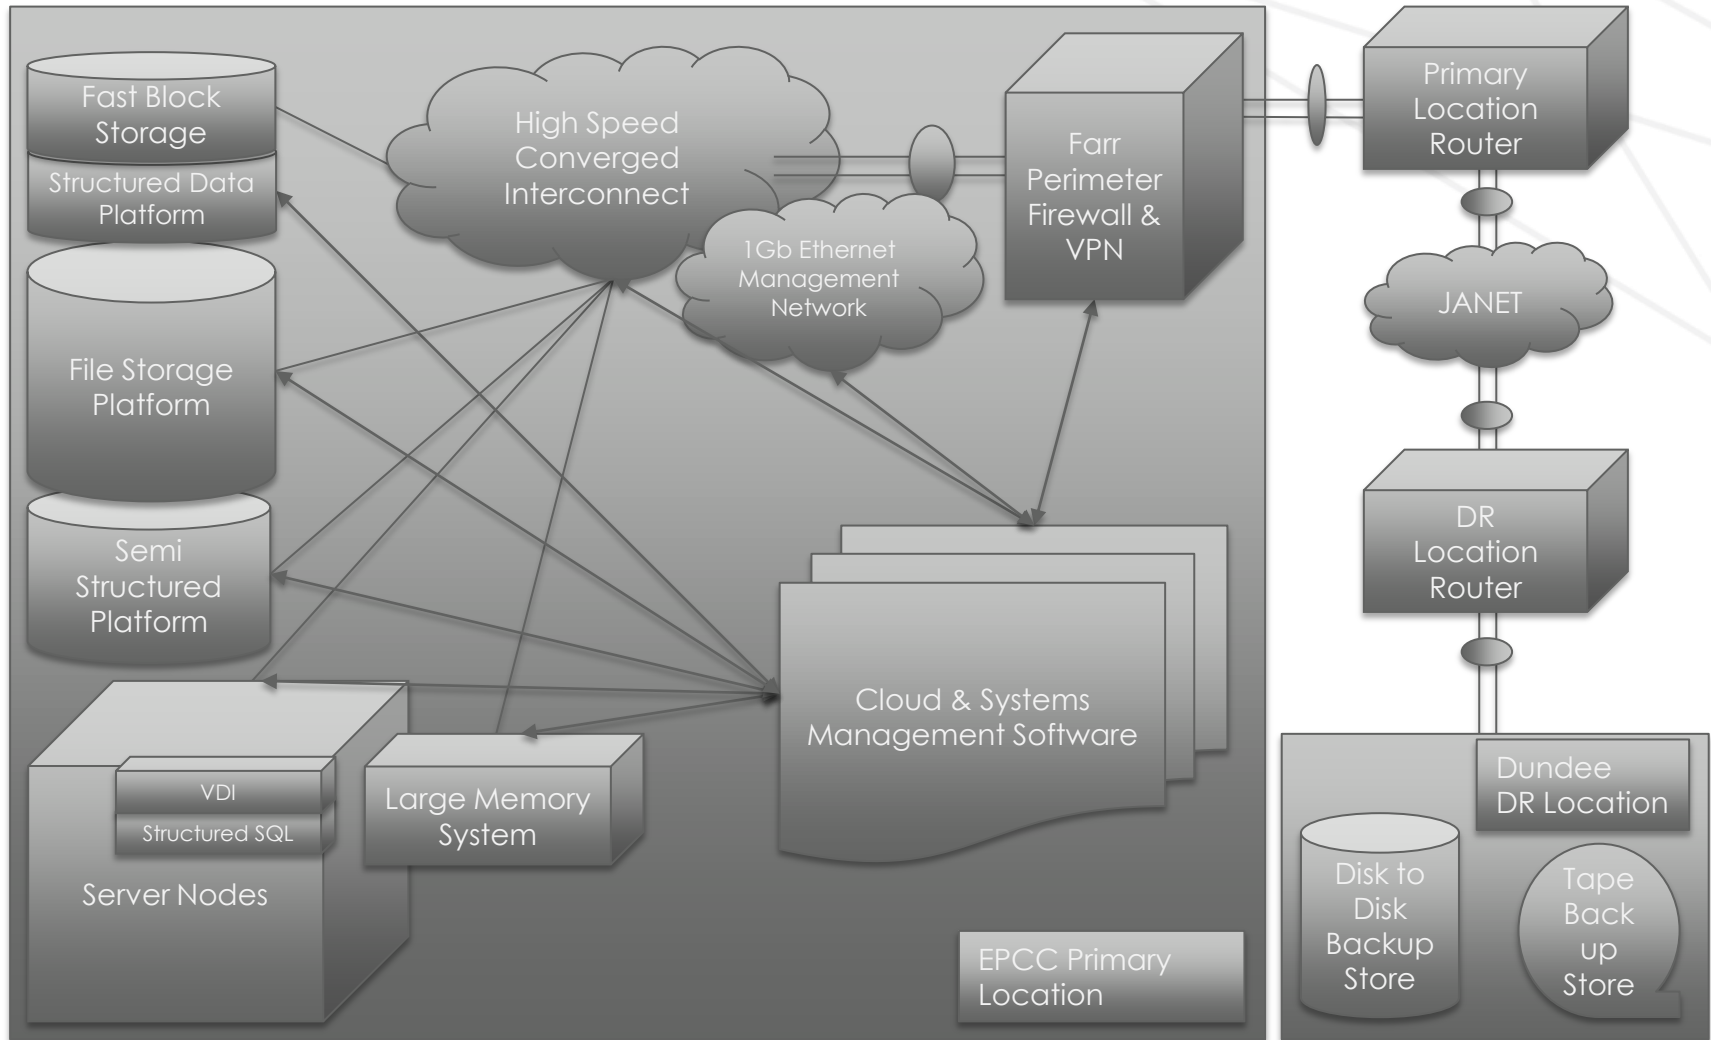 Fast Block
Storage
Structured Data
Platform
File Storage
Platform
Semi
Structured
Platform
VDI
Structured SQL
Server Nodes
Large Memory
System
High Speed
Converged
Interconnect
1Gb Ethernet
Management
Network
Farr
Perimeter
Firewall &
VPN
Cloud & Systems
Management Software
EPCC Primary
Location
Primary
Location
Router
JANET
DR
Location
Router
Dundee
DR Location
Disk to
Disk
Backup
Store
Tape
Back
up
Store